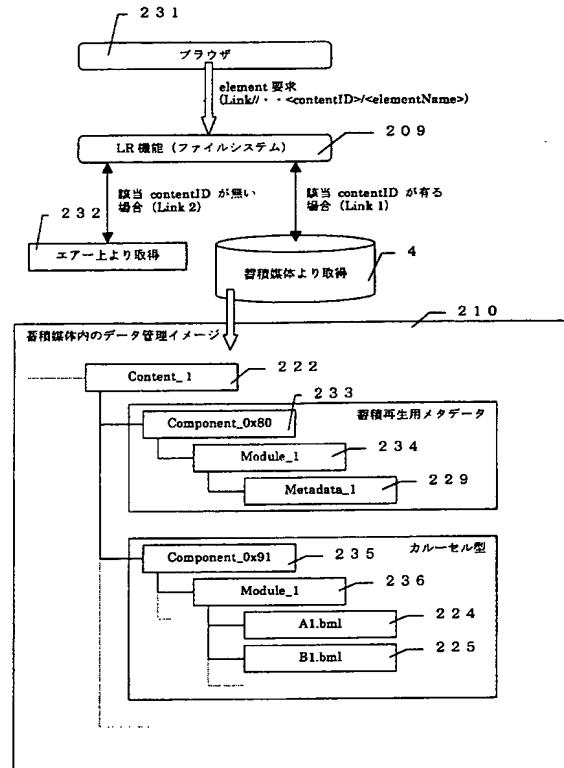 231
ブラウザ
element 要求
(Link//・・<contentID>/<elementName>)
209
LR 機能（ファイルシステム）
該当 contentID が無い
場合（Link 2）
該当 contentID が有る
場合（Link 1）
232
エアー上より取得
4
蓄積媒体より取得
210
蓄積媒体内のデータ管理イメージ
Content_1
222
233
蓄積再生用メタデータ
Component_0x80
Module_1
234
Metadata_1
229
カルーセル型
Component_0x91
235
Module_1
236
A1.bml
224
B1.bml
225